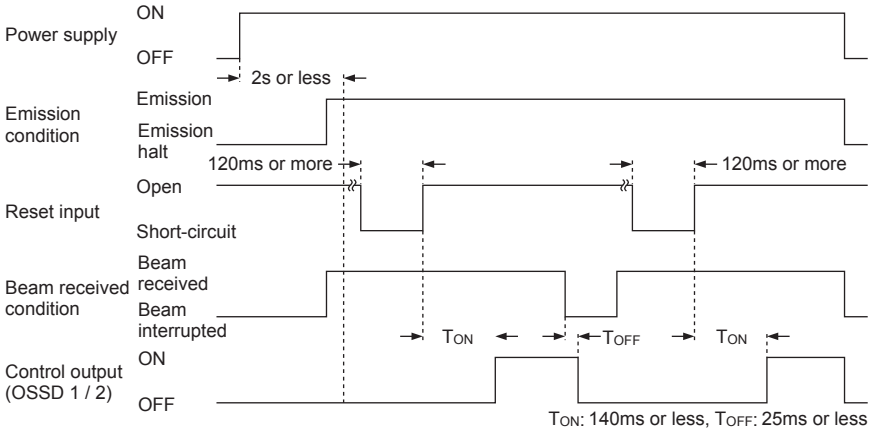 Power supply
ON
OFF
2s or less
Emission condition
Emission
Emission halt
120ms or more
120ms or more
Reset input
Open
Short-circuit
Beam received condition
Beam received
Beam interrupted
TON
TOFF
TON
Control output (OSSD 1 / 2)
ON
OFF
TON: 140ms or less, TOFF: 25ms or less